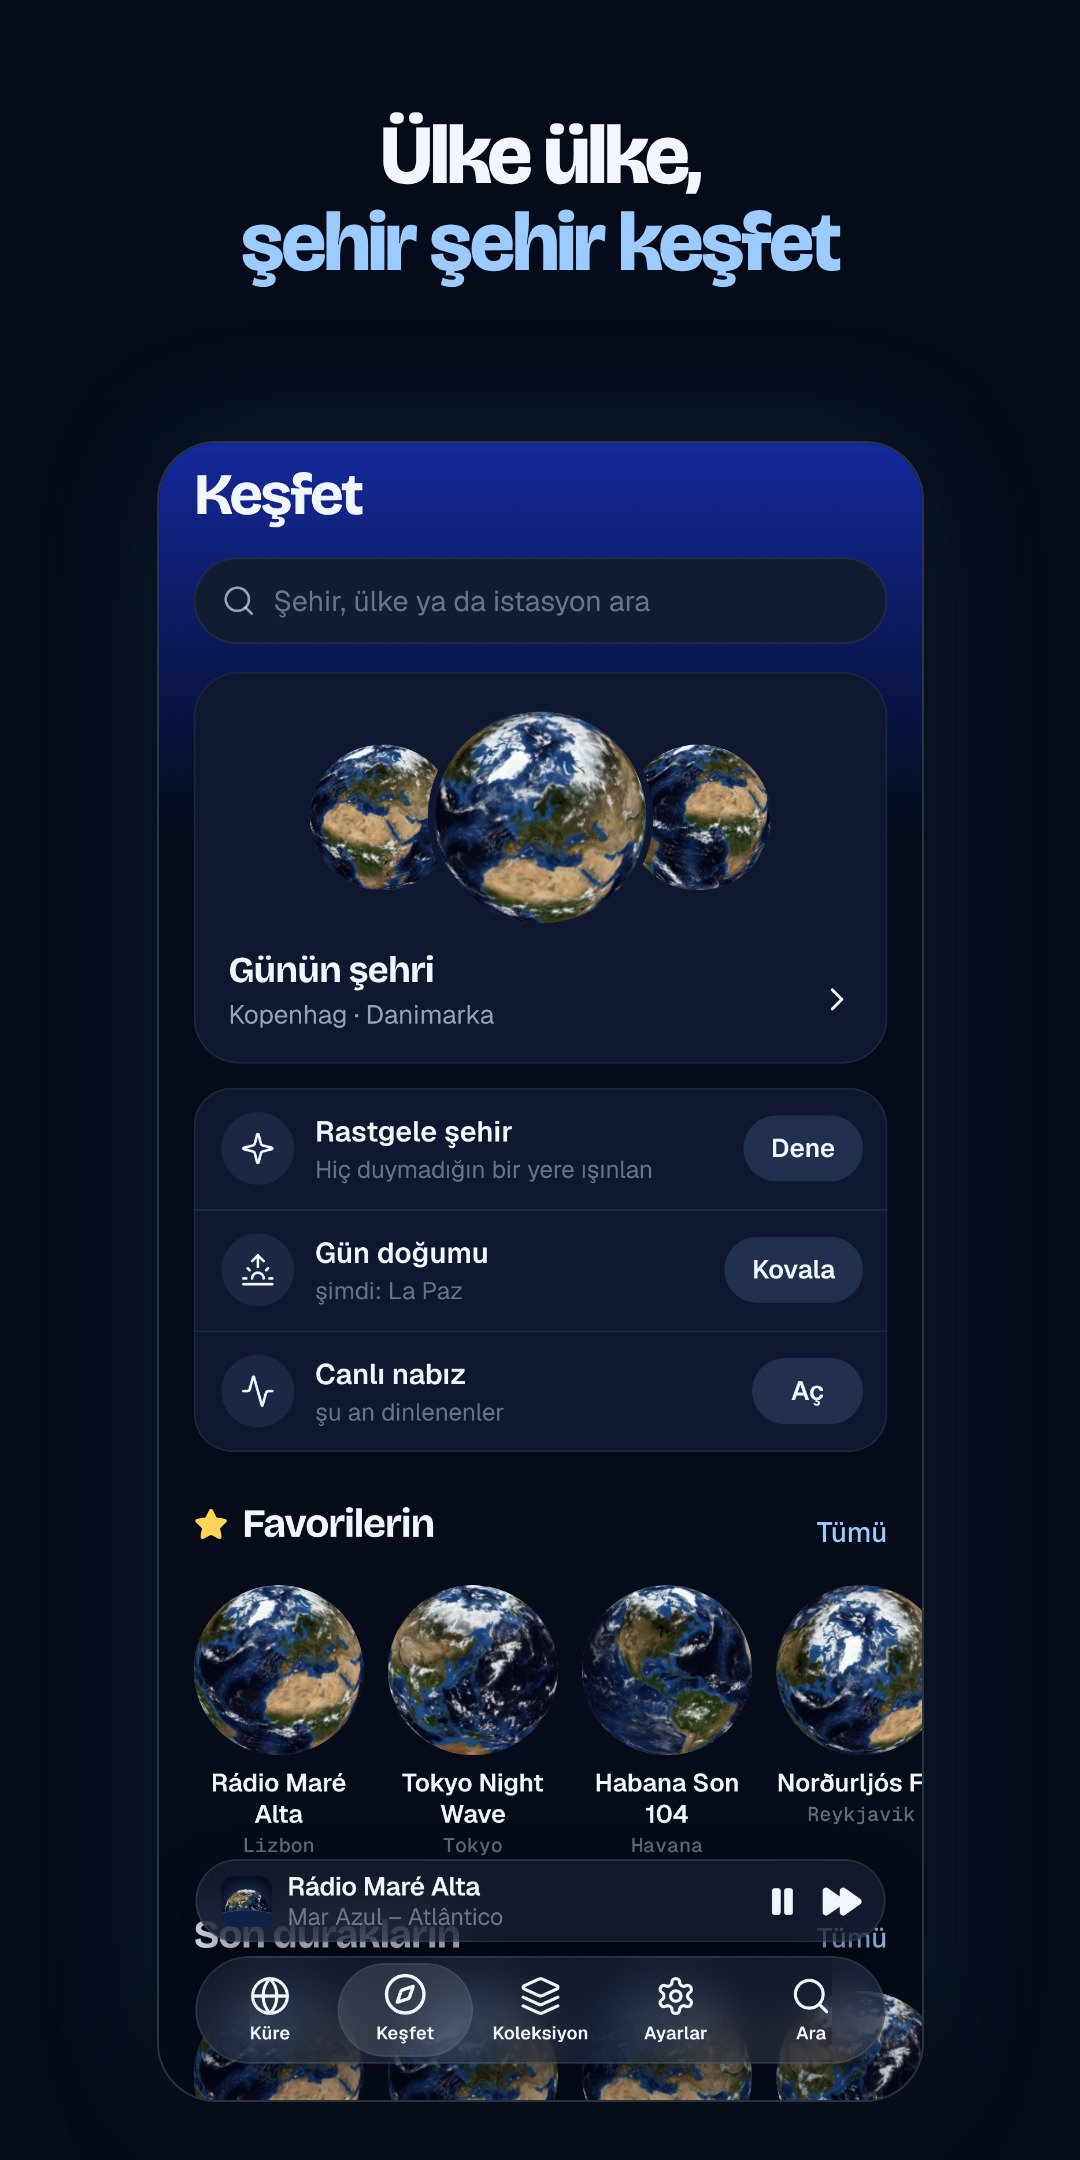 Ülke ülke,
şehir şehir keşfet
Keşfet
Şehir, ülke ya da istasyon ara
Günün şehri
Kopenhag · Danimarka
Rastgele şehir
Hiç duymadığın bir yere ışınlan
Dene
Gün doğumu
şimdi: La Paz
Kovala
Canlı nabız
şu an dinlenenler
Aç
Favorilerin
Tümü
Rádio Maré
Alta
Lizbon
Tokyo Night
Wave
Tokyo
Habana Son
104
Havana
Norðurljós F
Reykjavik
Rádio Maré Alta
Mar Azul – Atlântico
Son durakların
Tümü
Küre
Keşfet
Koleksiyon
Ayarlar
Ara